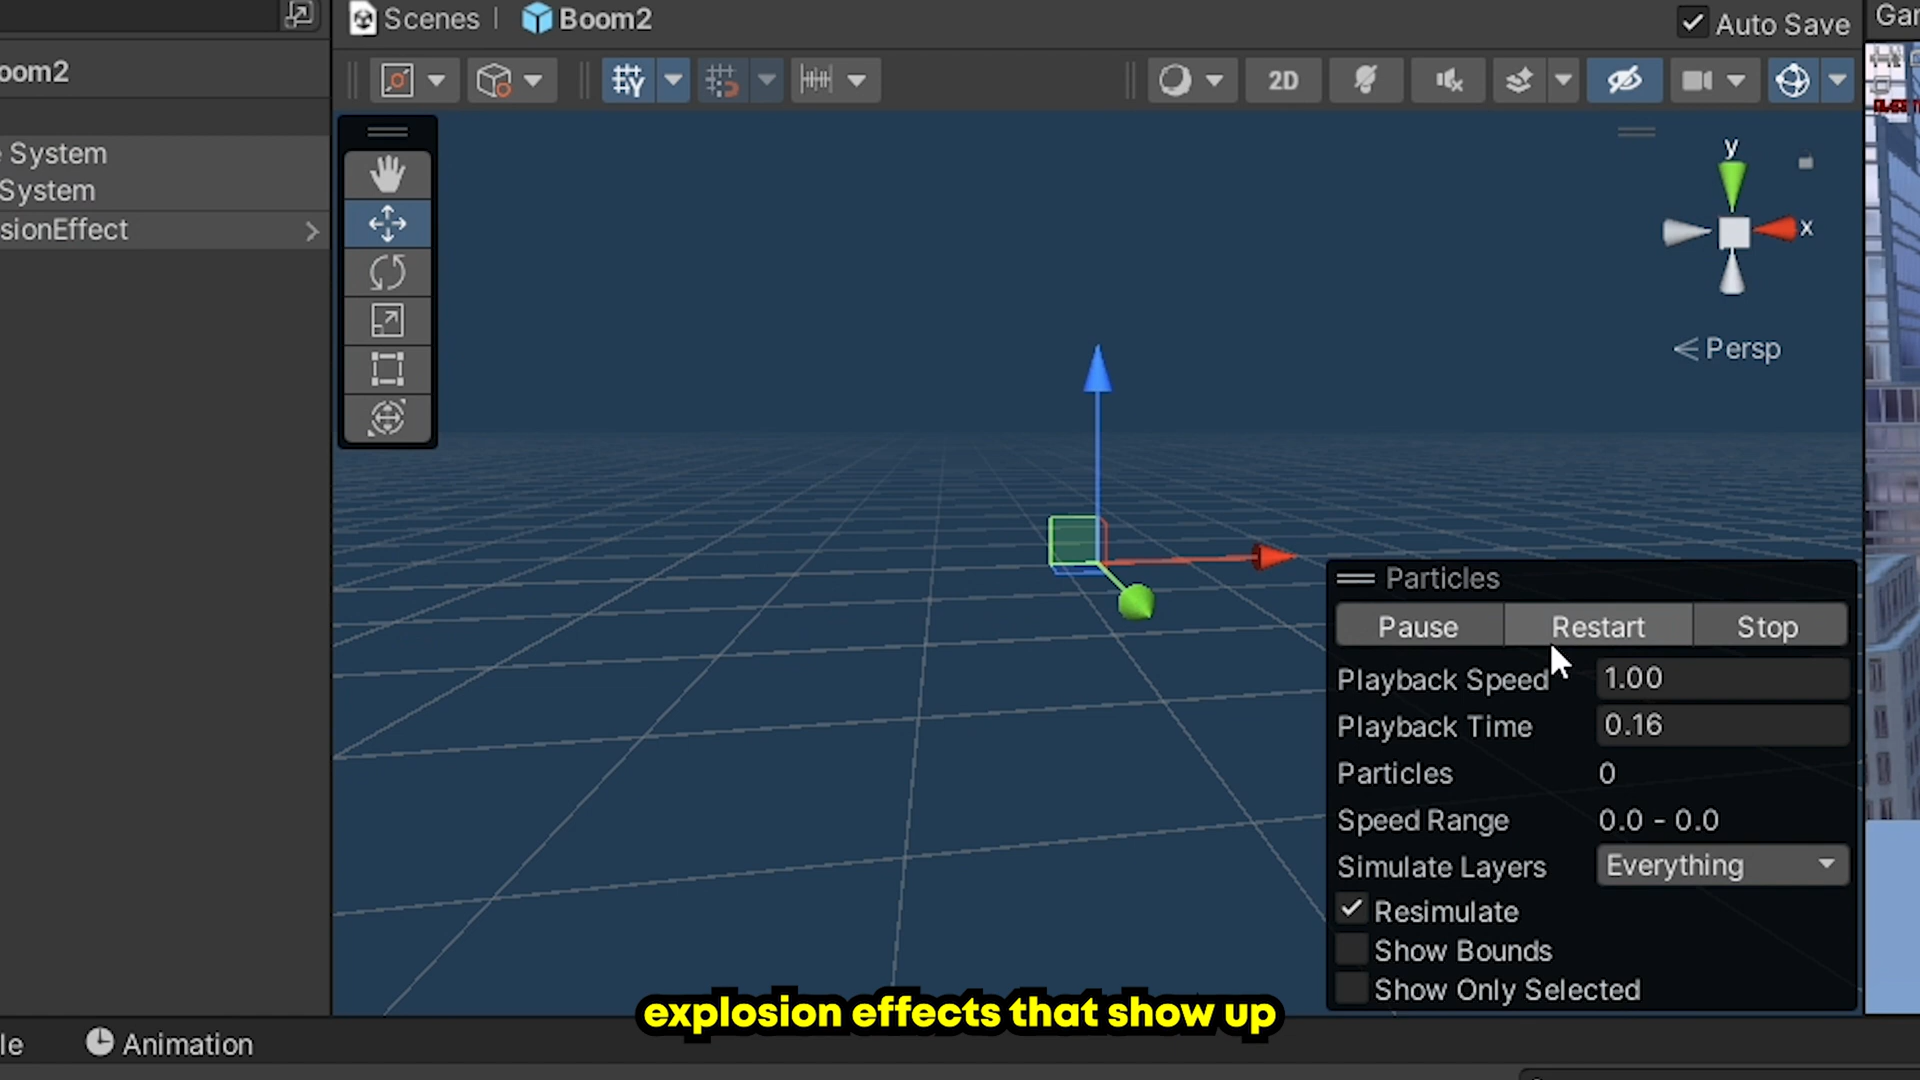 Scenes | Boom2
Auto Save
Gar
oom2
2D
System
System
sionEffect
y
x
< Persp
Particles
Pause Restart Stop
Playback Speed 1.00
Playback Time 0.16
Particles 0
Speed Range 0.0 - 0.0
Simulate Layers Everything
Resimulate
Show Bounds
Show Only Selected
explosion effects that show up
le Animation